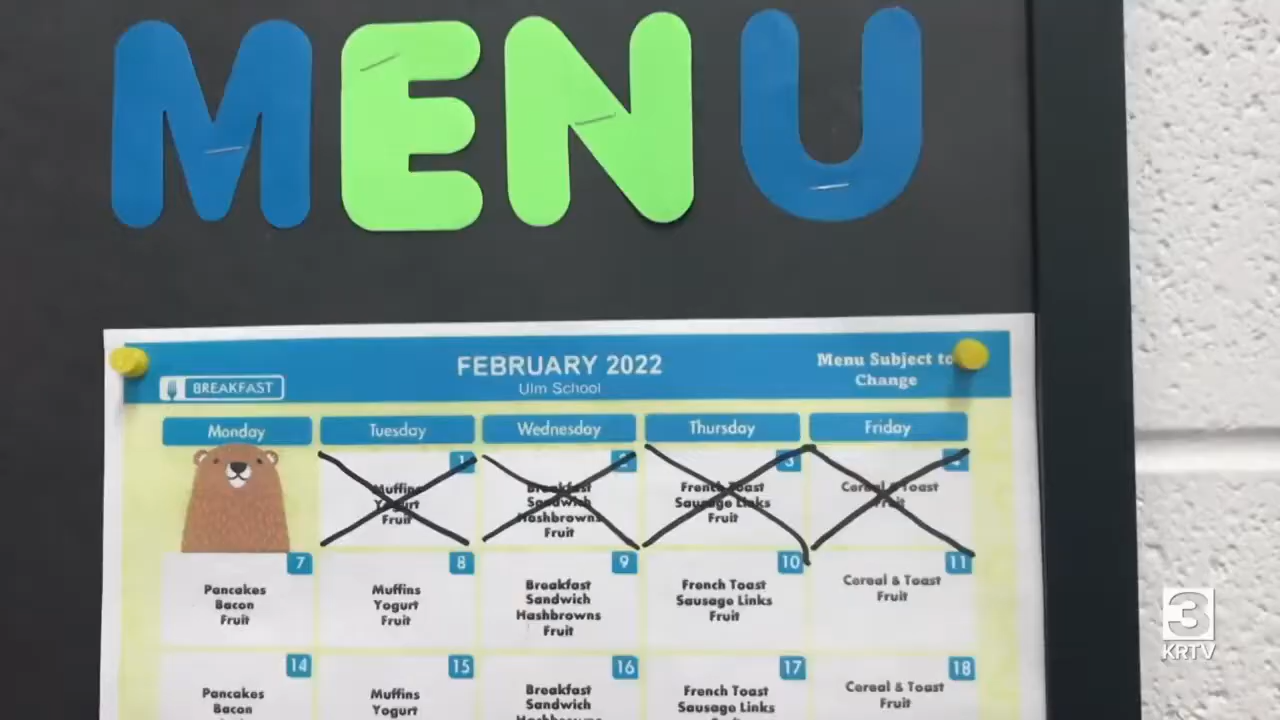 MENU
FEBRUARY 2022
Ulm School
Menu Subject to
Change
BREAKFAST
Monday Tuesday Wednesday Thursday Friday
1 2 3 4
Muffins
Yogurt
Fruit
Breakfast
Sandwich
Hashbrowns
Fruit
French Toast
Sausage Links
Fruit
Cereal & Toast
Fruit
7 8 9 10 11
Pancakes
Bacon
Fruit
Muffins
Yogurt
Fruit
Breakfast
Sandwich
Hashbrowns
Fruit
French Toast
Sausage Links
Fruit
Cereal & Toast
Fruit
14 15 16 17 18
Pancakes
Bacon
Muffins
Yogurt
Breakfast
Sandwich
Hashbrowns
French Toast
Sausage Links
Cereal & Toast
Fruit
3
KRTV